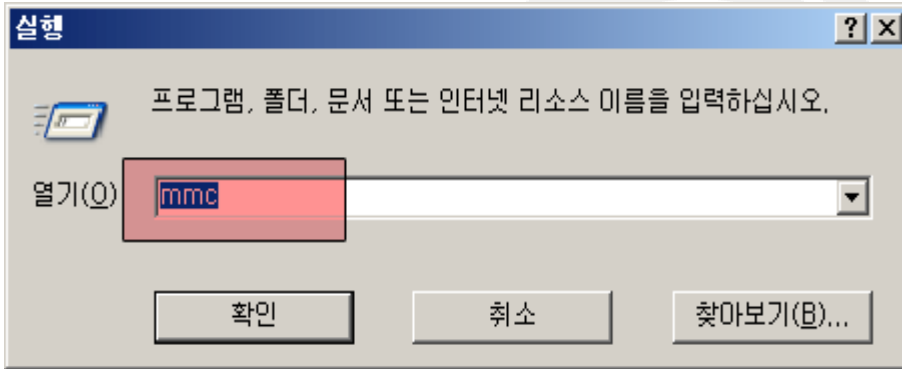 실행
프로그램, 폴더, 문서 또는 인터넷 리소스 이름을 입력하십시오.
열기(O) mmc
확인 취소 찾아보기(B)...